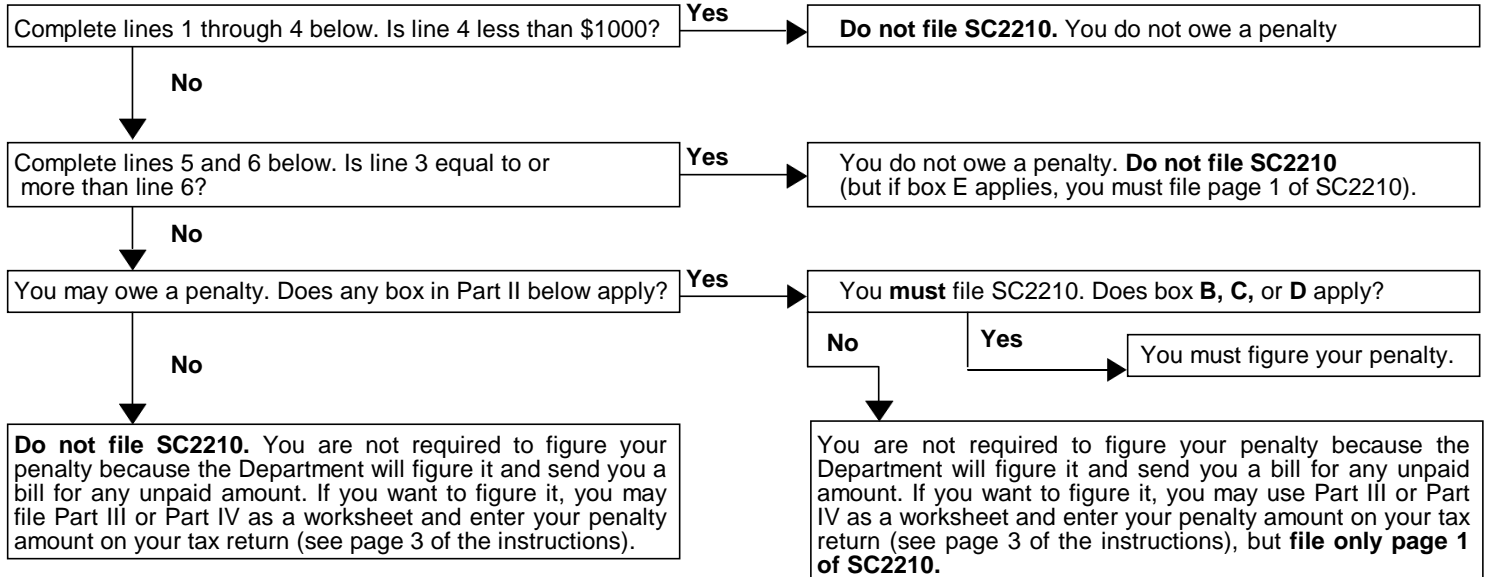 Complete lines 1 through 4 below. Is line 4 less than $1000?
Yes
Do not file SC2210. You do not owe a penalty
No
Complete lines 5 and 6 below. Is line 3 equal to or
more than line 6?
Yes
You do not owe a penalty. Do not file SC2210
(but if box E applies, you must file page 1 of SC2210).
No
You may owe a penalty. Does any box in Part II below apply?
Yes
You must file SC2210. Does box B, C, or D apply?
No
Yes
You must figure your penalty.
No
Do not file SC2210. You are not required to figure your
penalty because the Department will figure it and send you a
bill for any unpaid amount. If you want to figure it, you may
file Part III or Part IV as a worksheet and enter your penalty
amount on your tax return (see page 3 of the instructions).
You are not required to figure your penalty because the
Department will figure it and send you a bill for any unpaid
amount. If you want to figure it, you may use Part III or Part
IV as a worksheet and enter your penalty amount on your tax
return (see page 3 of the instructions), but file only page 1
of SC2210.